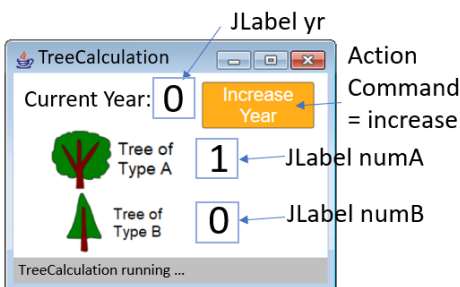 JLabel yr
TreeCalculation
Action
Command
= increase
Current Year: 0
Increase
Year
Tree of
Type A
1
JLabel numA
Tree of
Type B
0
JLabel numB
TreeCalculation running ...